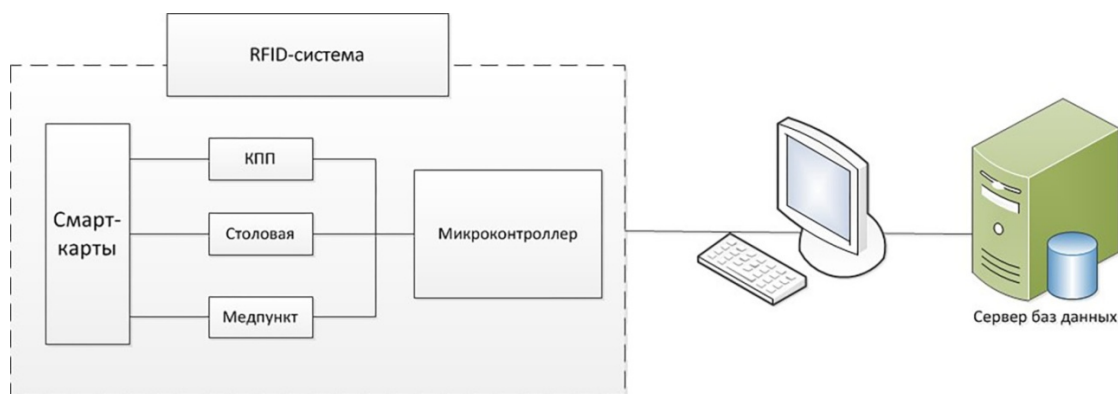 RFID-система
Смарт-
карты
КПП
Столовая
Медпункт
Микроконтроллер
Сервер баз данных